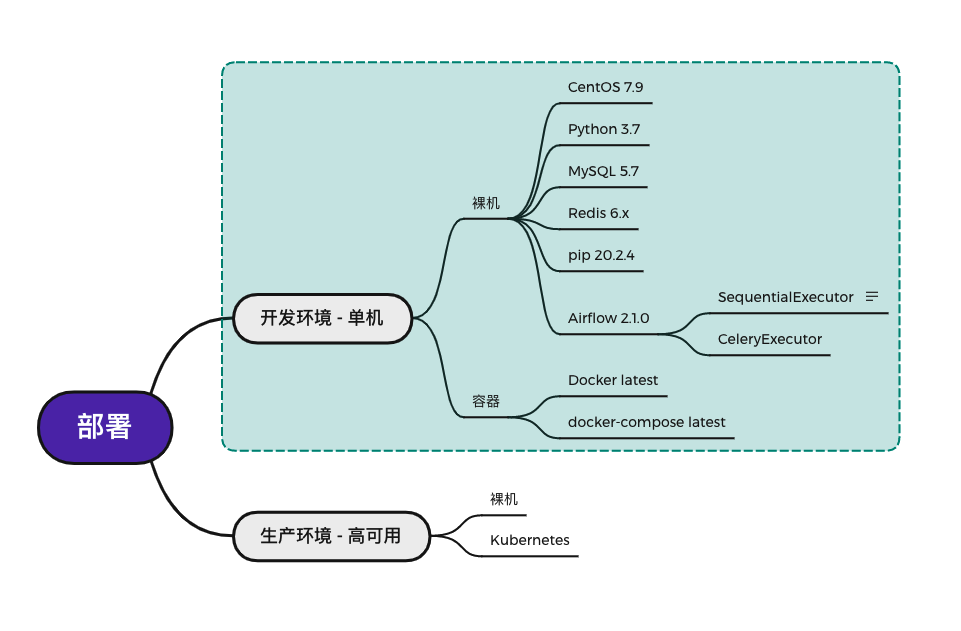 部署
开发环境 - 单机
裸机
CentOS 7.9
Python 3.7
MySQL 5.7
Redis 6.x
pip 20.2.4
Airflow 2.1.0
SequentialExecutor
CeleryExecutor
容器
Docker latest
docker-compose latest
生产环境 - 高可用
裸机
Kubernetes